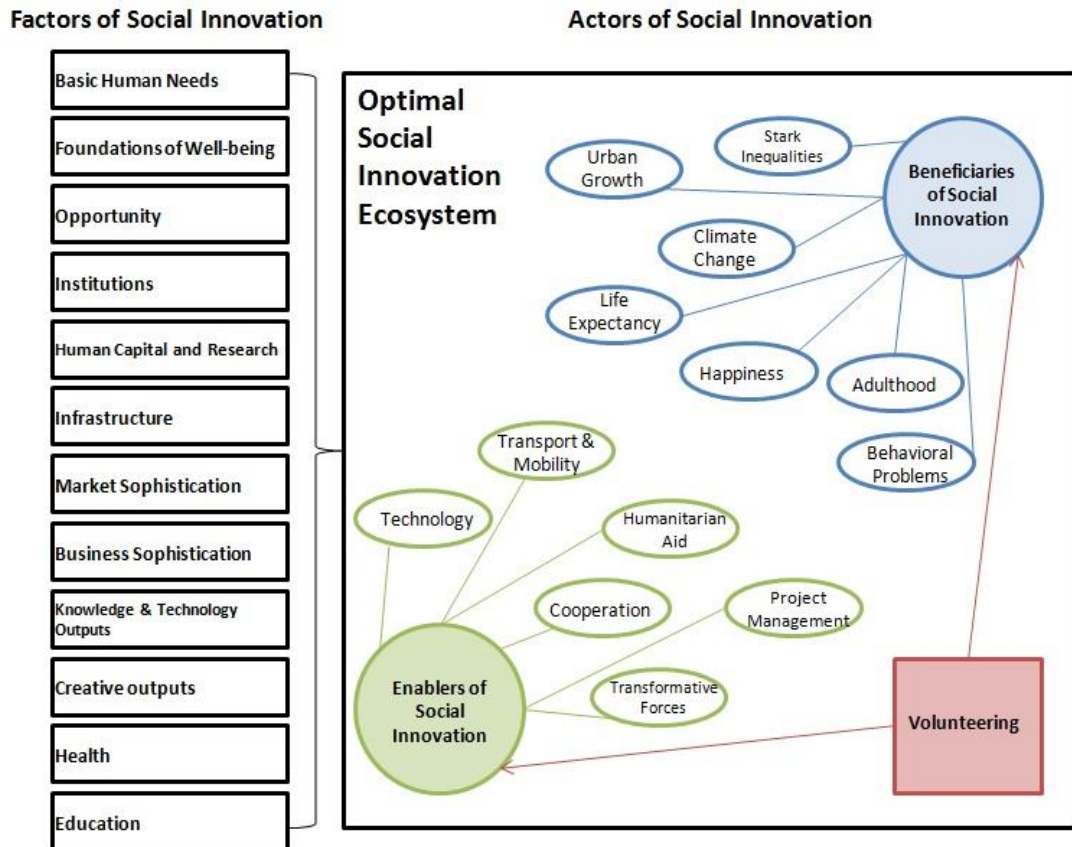 Factors of Social Innovation
Actors of Social Innovation
Basic Human Needs
Foundations of Well-being
Opportunity
Institutions
Human Capital and Research
Infrastructure
Market Sophistication
Business Sophistication
Knowledge & Technology
Outputs
Creative outputs
Health
Education
Optimal
Social
Innovation
Ecosystem
Stark
Inequalities
Urban
Growth
Beneficiaries
of Social
Innovation
Climate
Change
Life
Expectancy
Happiness
Adulthood
Behavioral
Problems
Transport &
Mobility
Technology
Humanitarian
Aid
Cooperation
Project
Management
Transformative
Forces
Enablers of
Social
Innovation
Volunteering